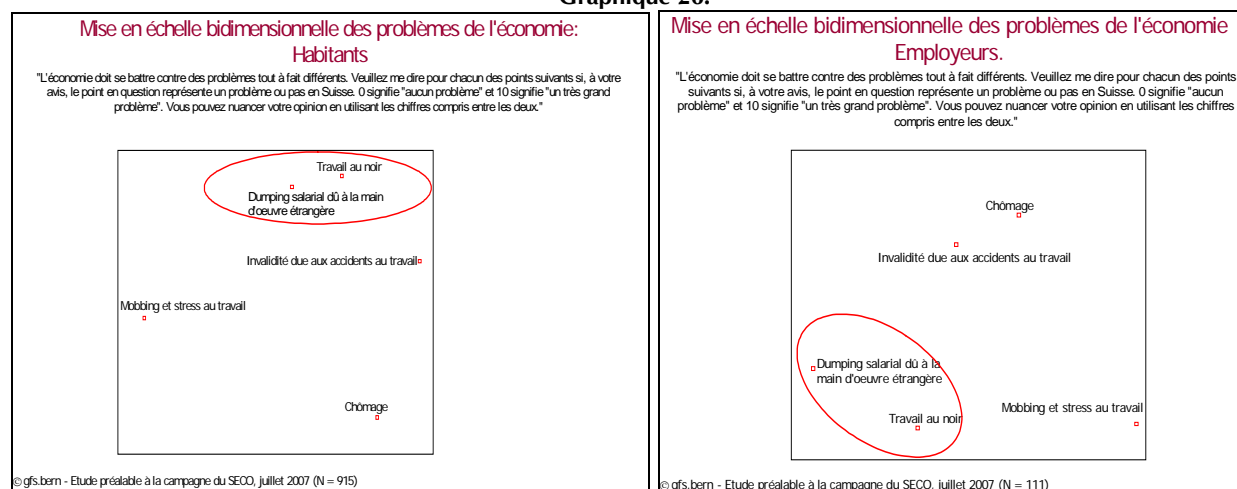 Graphique 26.
Mise en échelle bidimensionnelle des problèmes de l'économie:
Habitants
"L'économie doit se battre contre des problèmes tout à fait différents. Veuillez me dire pour chacun des points suivants si, à votre
avis, le point en question représente un problème ou pas en Suisse. 0 signifie "aucun problème" et 10 signifie "un très grand
problème". Vous pouvez nuancer votre opinion en utilisant les chiffres compris entre les deux."
Travail au noir
Dumping salarial dû à la main
d'oeuvre étrangère
Invalidité due aux accidents au travail
Mobbing et stress au travail
Chômage
© gfs.bern - Etude préalable à la campagne du SECO, juillet 2007 (N = 915)
Mise en échelle bidimensionnelle des problèmes de l'économie
Employeurs.
"L'économie doit se battre contre des problèmes tout à fait différents. Veuillez me dire pour chacun des points
suivants si, à votre avis, le point en question représente un problème ou pas en Suisse. 0 signifie "aucun
problème" et 10 signifie "un très grand problème". Vous pouvez nuancer votre opinion en utilisant les chiffres
compris entre les deux."
Chômage
Invalidité due aux accidents au travail
Dumping salarial dû à la
main d'oeuvre étrangère
Travail au noir
Mobbing et stress au travail
© gfs.bern - Etude préalable à la campagne du SECO, juillet 2007 (N = 111)